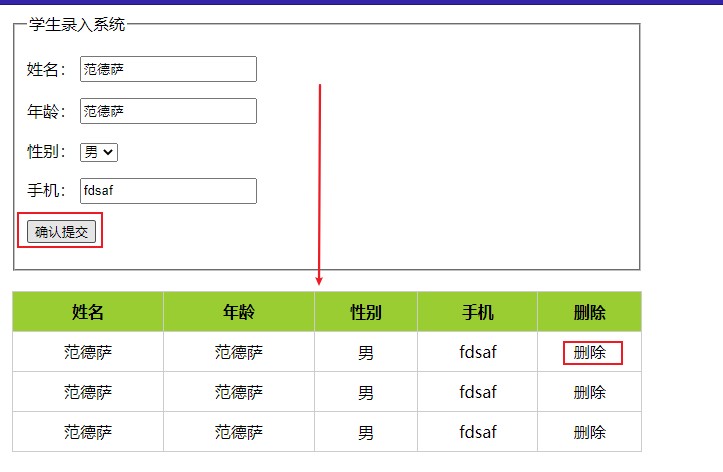 学生录入系统
姓名： 范德萨
年龄： 范德萨
性别： 男
手机： fdsaf
确认提交
姓名 年龄 性别 手机 删除
范德萨 范德萨 男 fdsaf 删除
范德萨 范德萨 男 fdsaf 删除
范德萨 范德萨 男 fdsaf 删除